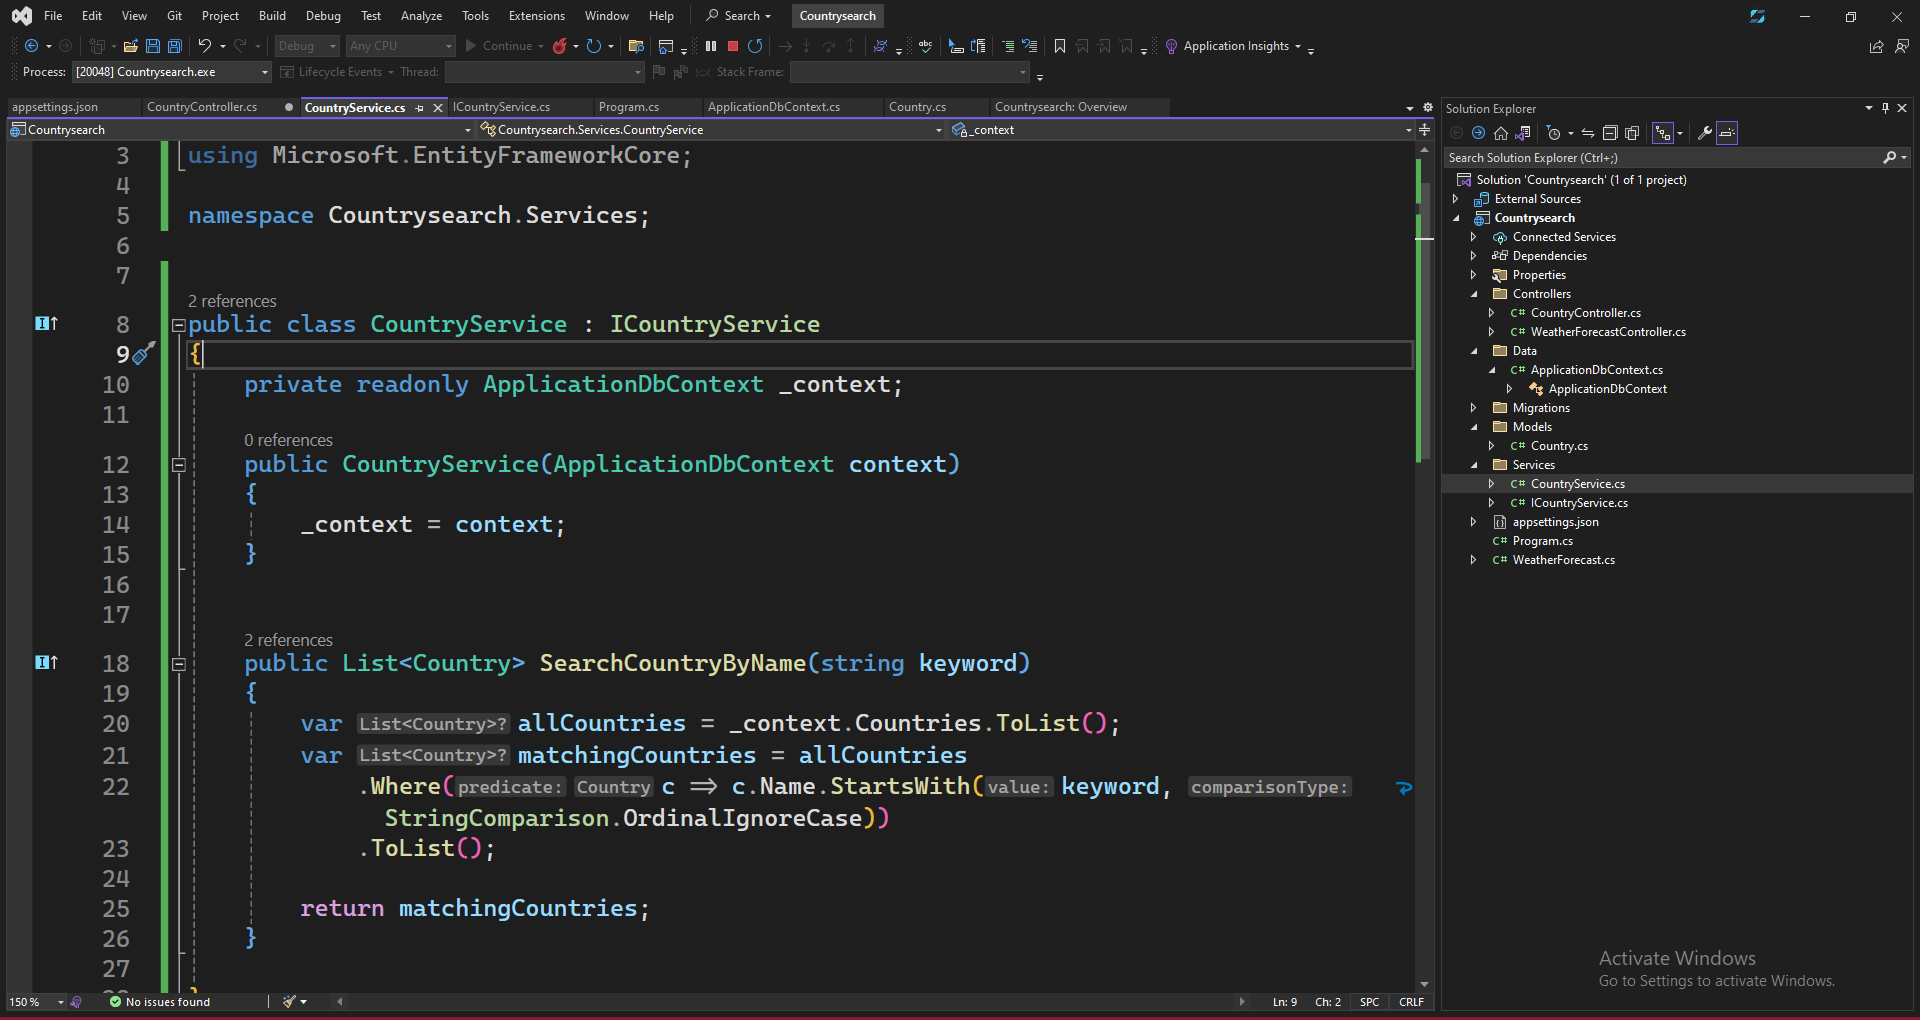 File Edit View Git Project Build Debug Test Analyze Tools Extensions Window Help Search Countrysearch
Debug Any CPU Continue Application Insights
Process: [20048] Countrysearch.exe Lifecycle Events Thread: Stack Frame:
appsettings.json CountryController.cs CountryService.cs ICountryService.cs Program.cs ApplicationDbContext.cs Country.cs Countrysearch: Overview
Countrysearch Countrysearch.Services.CountryService _context
3 using Microsoft.EntityFrameworkCore;
4
5 namespace Countrysearch.Services;
6
7
2 references
8 public class CountryService : ICountryService
9 {
10 private readonly ApplicationDbContext _context;
11
0 references
12 public CountryService(ApplicationDbContext context)
13 {
14 _context = context;
15 }
16
17
2 references
18 public List<Country> SearchCountryByName(string keyword)
19 {
20 var List<Country>? allCountries = _context.Countries.ToList();
21 var List<Country>? matchingCountries = allCountries
22 .Where(predicate: Country c => c.Name.StartsWith(value: keyword, comparisonType:
StringComparison.OrdinalIgnoreCase))
23 .ToList();
24
25 return matchingCountries;
26 }
27
150 % No issues found Ln: 9 Ch: 2 SPC CRLF
Solution Explorer
Search Solution Explorer (Ctrl+;)
Solution 'Countrysearch' (1 of 1 project)
External Sources
Countrysearch
Connected Services
Dependencies
Properties
Controllers
C# CountryController.cs
C# WeatherForecastController.cs
Data
C# ApplicationDbContext.cs
ApplicationDbContext
Migrations
Models
C# Country.cs
Services
C# CountryService.cs
C# ICountryService.cs
appsettings.json
C# Program.cs
C# WeatherForecast.cs
Activate Windows
Go to Settings to activate Windows.